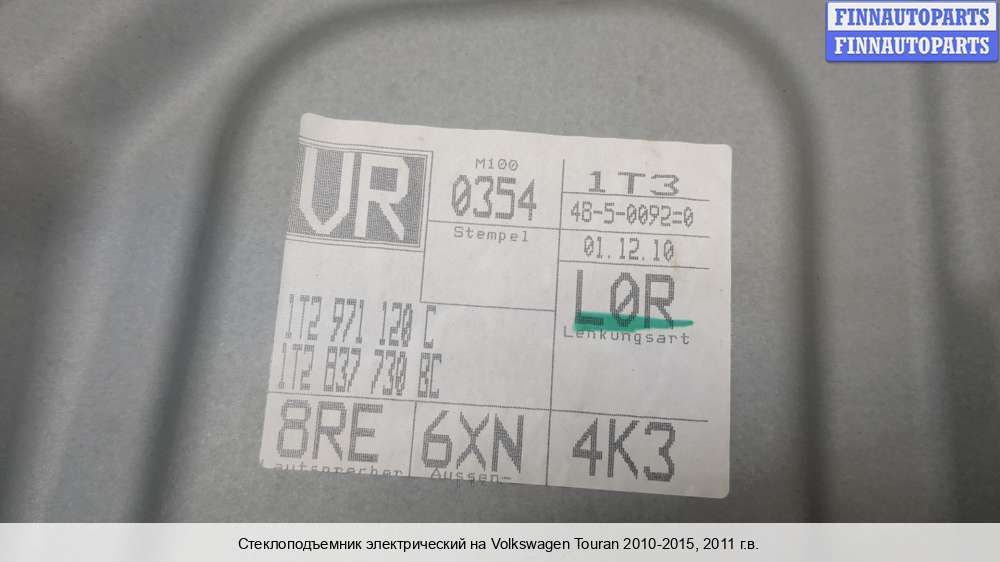 FINNAUTOPARTS
FINNAUTOPARTS
VR
M100
0354
Stempel
1T3
48-5-0092=0
01.12.10
L0R
Lenkungsart
1T2 971 120 C
1T2 837 730 BC
8RE
Lautsprecher
6XN
Aussen-
4K3
Стеклоподъемник электрический на Volkswagen Touran 2010-2015, 2011 г.в.